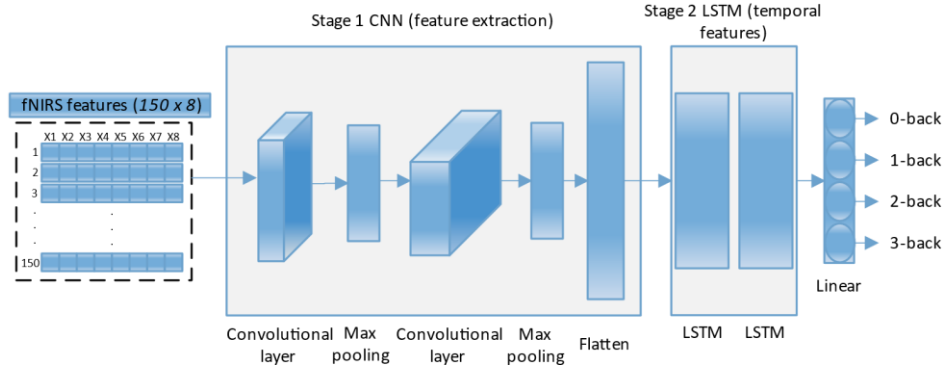 Stage 1 CNN (feature extraction)
Stage 2 LSTM (temporal
features)
fNIRS features (150 x 8)
X1 X2 X3 X4 X5 X6 X7 X8
1
2
3
.
.
.
.
.
.
150
0-back
1-back
2-back
3-back
Linear
Convolutional
layer
Max
pooling
Convolutional
layer
Max
pooling
Flatten
LSTM
LSTM